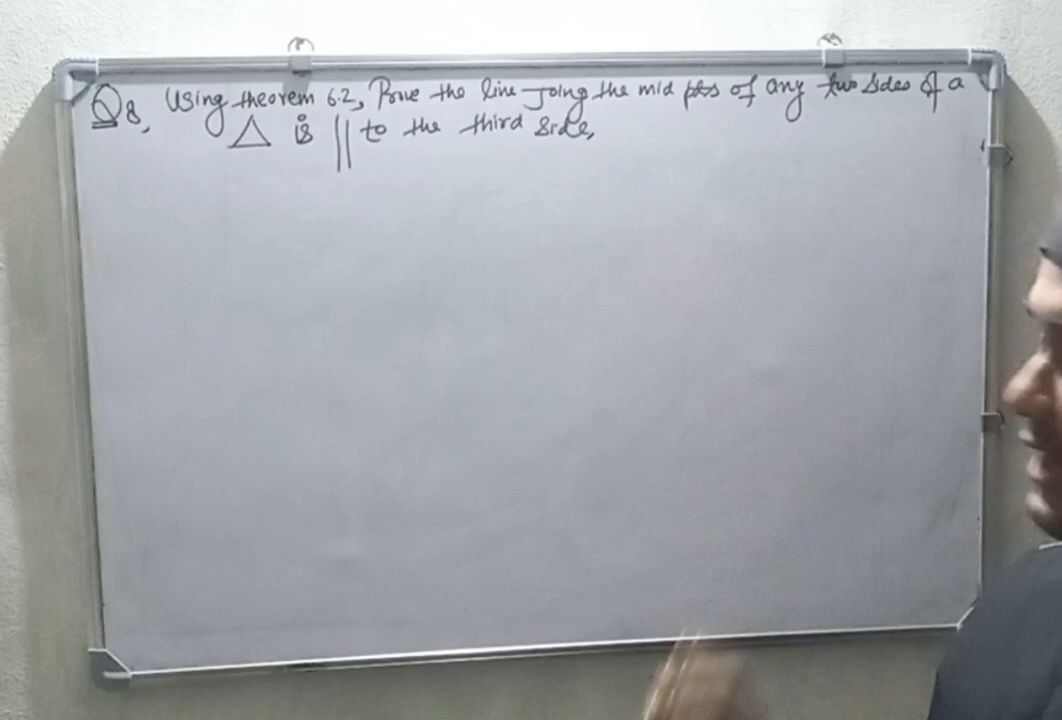 Q8, Using theorem 6.2, Prove the line Joing the mid pts of any two sides of a
△ is || to the third side,